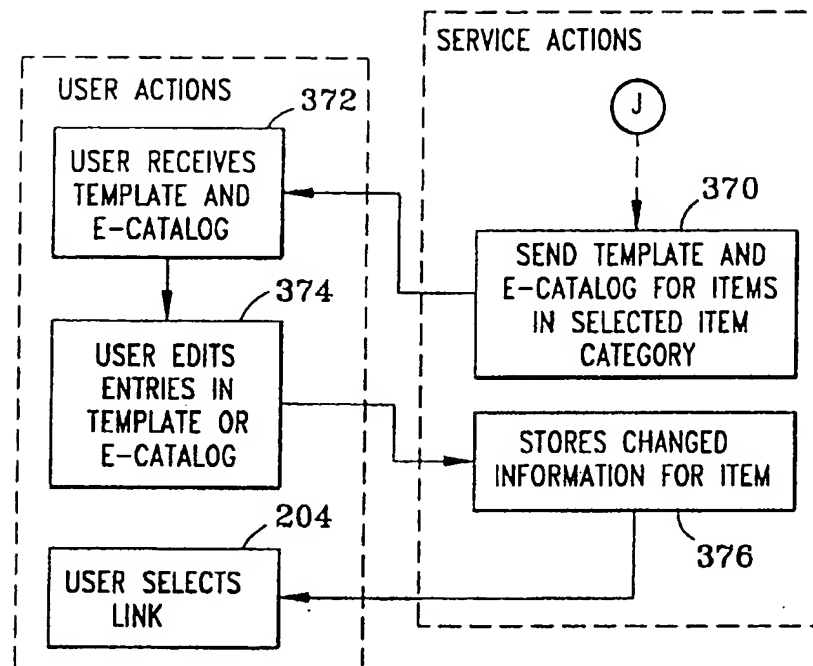 SERVICE ACTIONS
J
370
SEND TEMPLATE AND
E-CATALOG FOR ITEMS
IN SELECTED ITEM
CATEGORY
USER ACTIONS
372
USER RECEIVES
TEMPLATE AND
E-CATALOG
374
USER EDITS
ENTRIES IN
TEMPLATE OR
E-CATALOG
STORES CHANGED
INFORMATION FOR ITEM
376
204
USER SELECTS
LINK